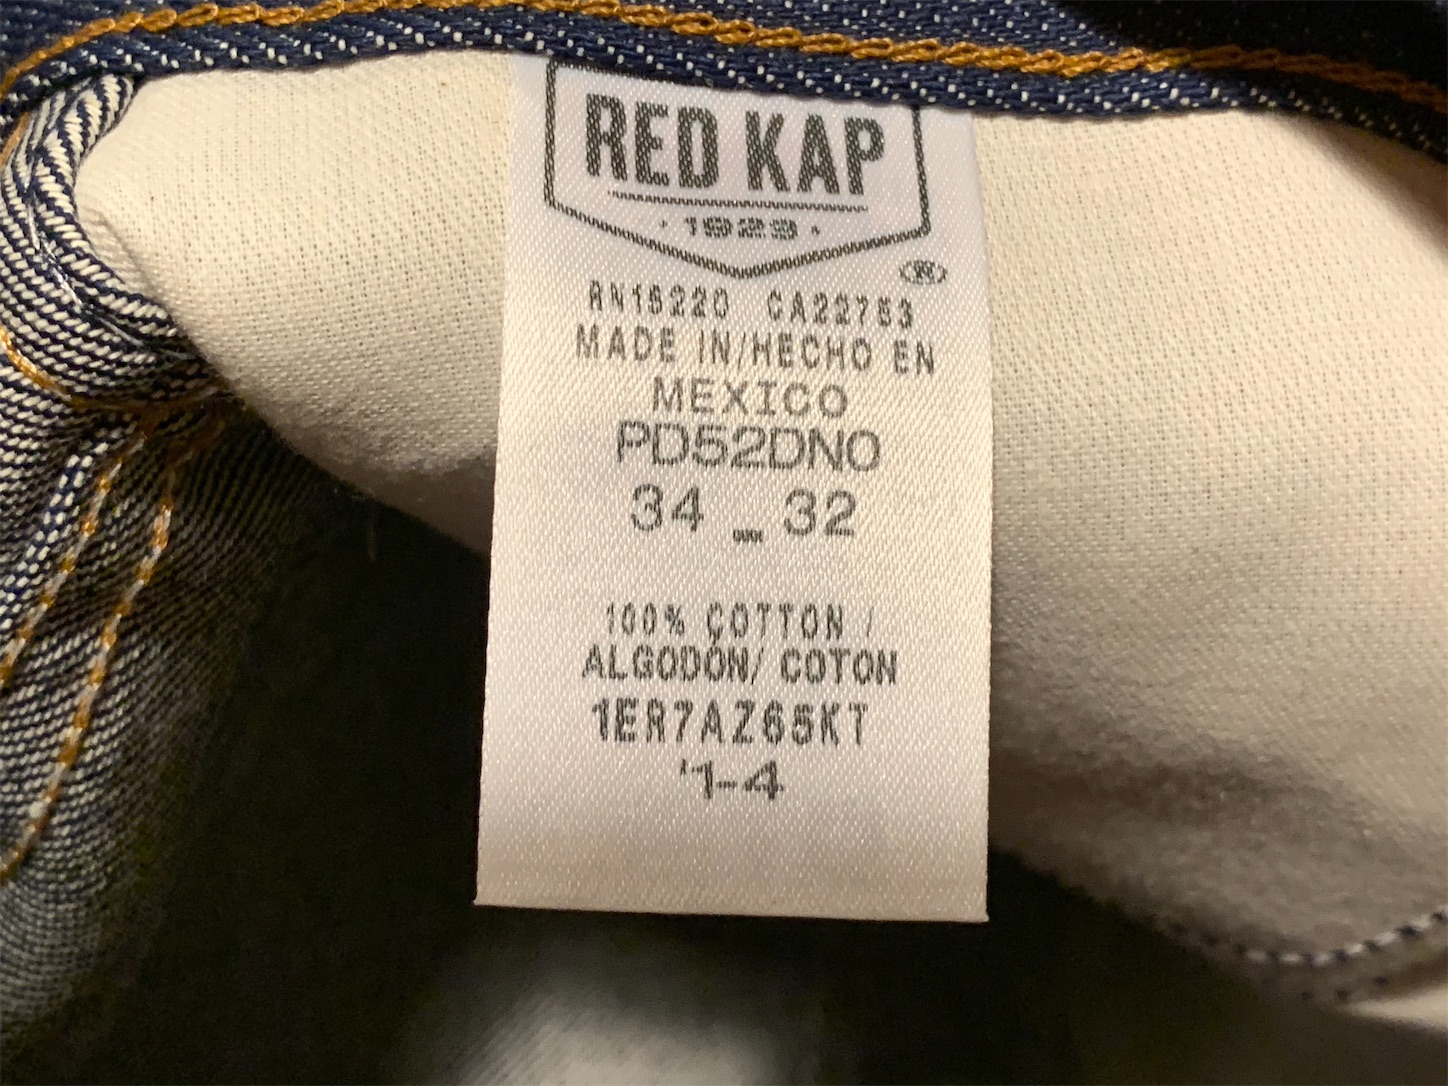 RED KAP
· 1923 ·
®
RN15220 CA22753
MADE IN/HECHO EN
MEXICO
PD52DN0
34 - 32
100% COTTON /
ALGODÓN/ COTON
1ER7AZ65KT
'1-4